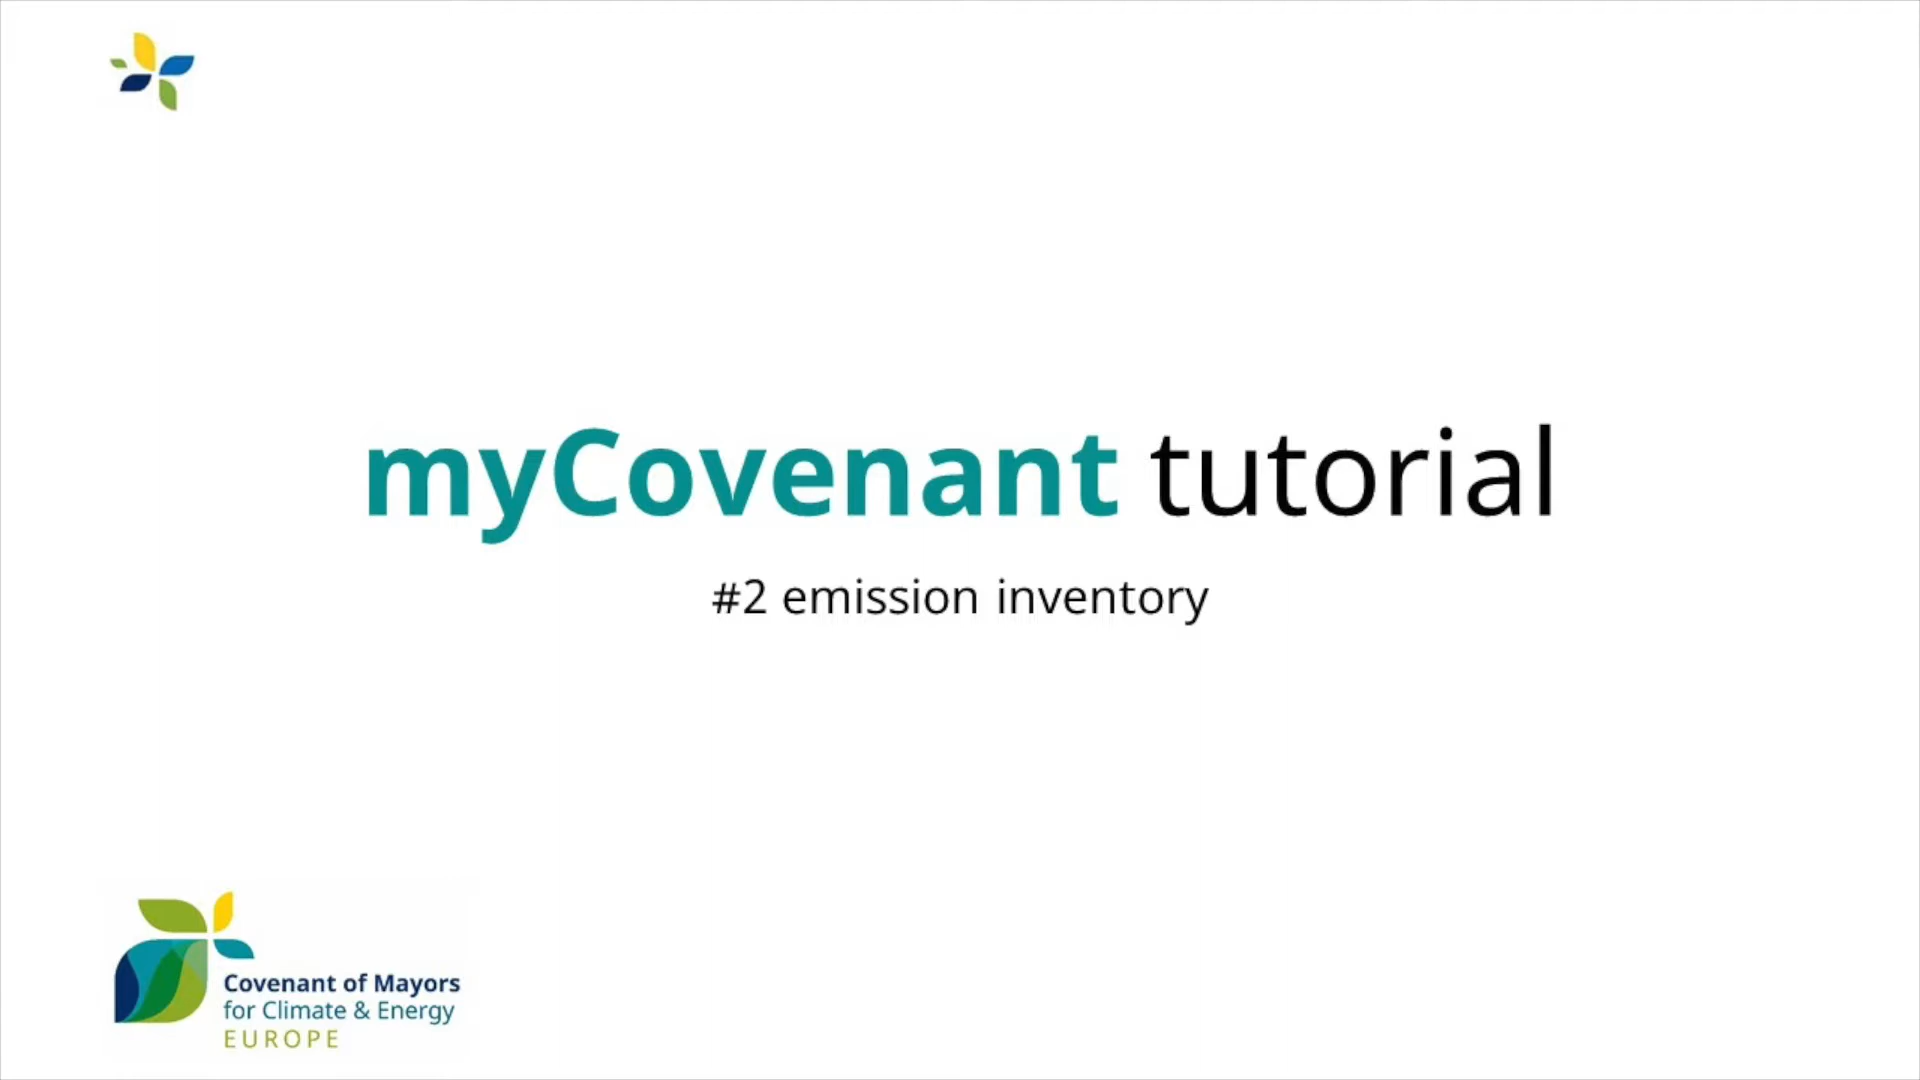 myCovenant tutorial
#2 emission inventory
Covenant of Mayors
for Climate & Energy
EUROPE